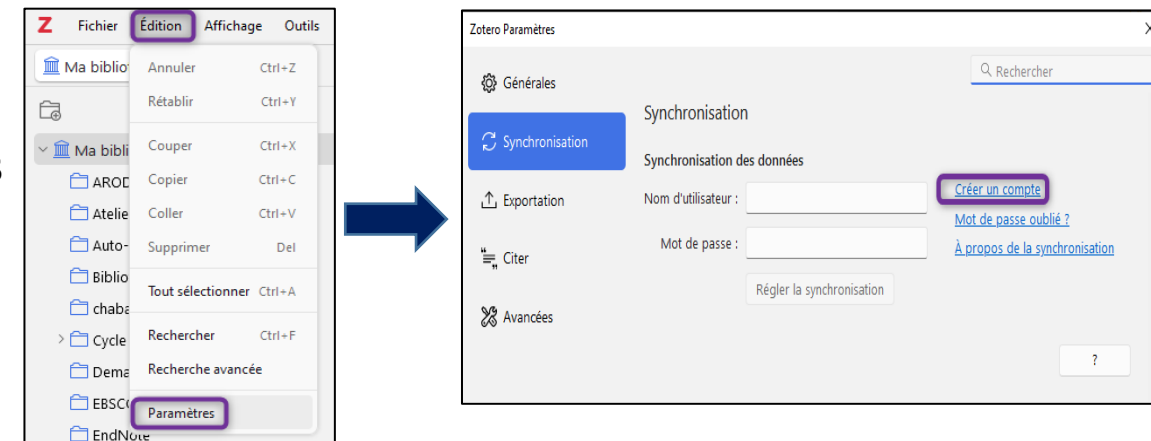 Z Fichier Édition Affichage Outils
Ma biblio
Annuler Ctrl+Z
Rétablir Ctrl+Y
Ma bibli
Couper Ctrl+X
AROD
Copier Ctrl+C
Atelie
Coller Ctrl+V
Auto-
Supprimer Del
Biblio
Tout sélectionner Ctrl+A
chaba
Rechercher Ctrl+F
Cycle
Recherche avancée
Dema
EBSC
Paramètres
EndNote
Zotero Paramètres
Rechercher
Générales
Synchronisation
Synchronisation
Synchronisation des données
Exportation
Nom d'utilisateur :
Créer un compte
Mot de passe oublié ?
Citer
Mot de passe :
À propos de la synchronisation
Régler la synchronisation
Avancées
?